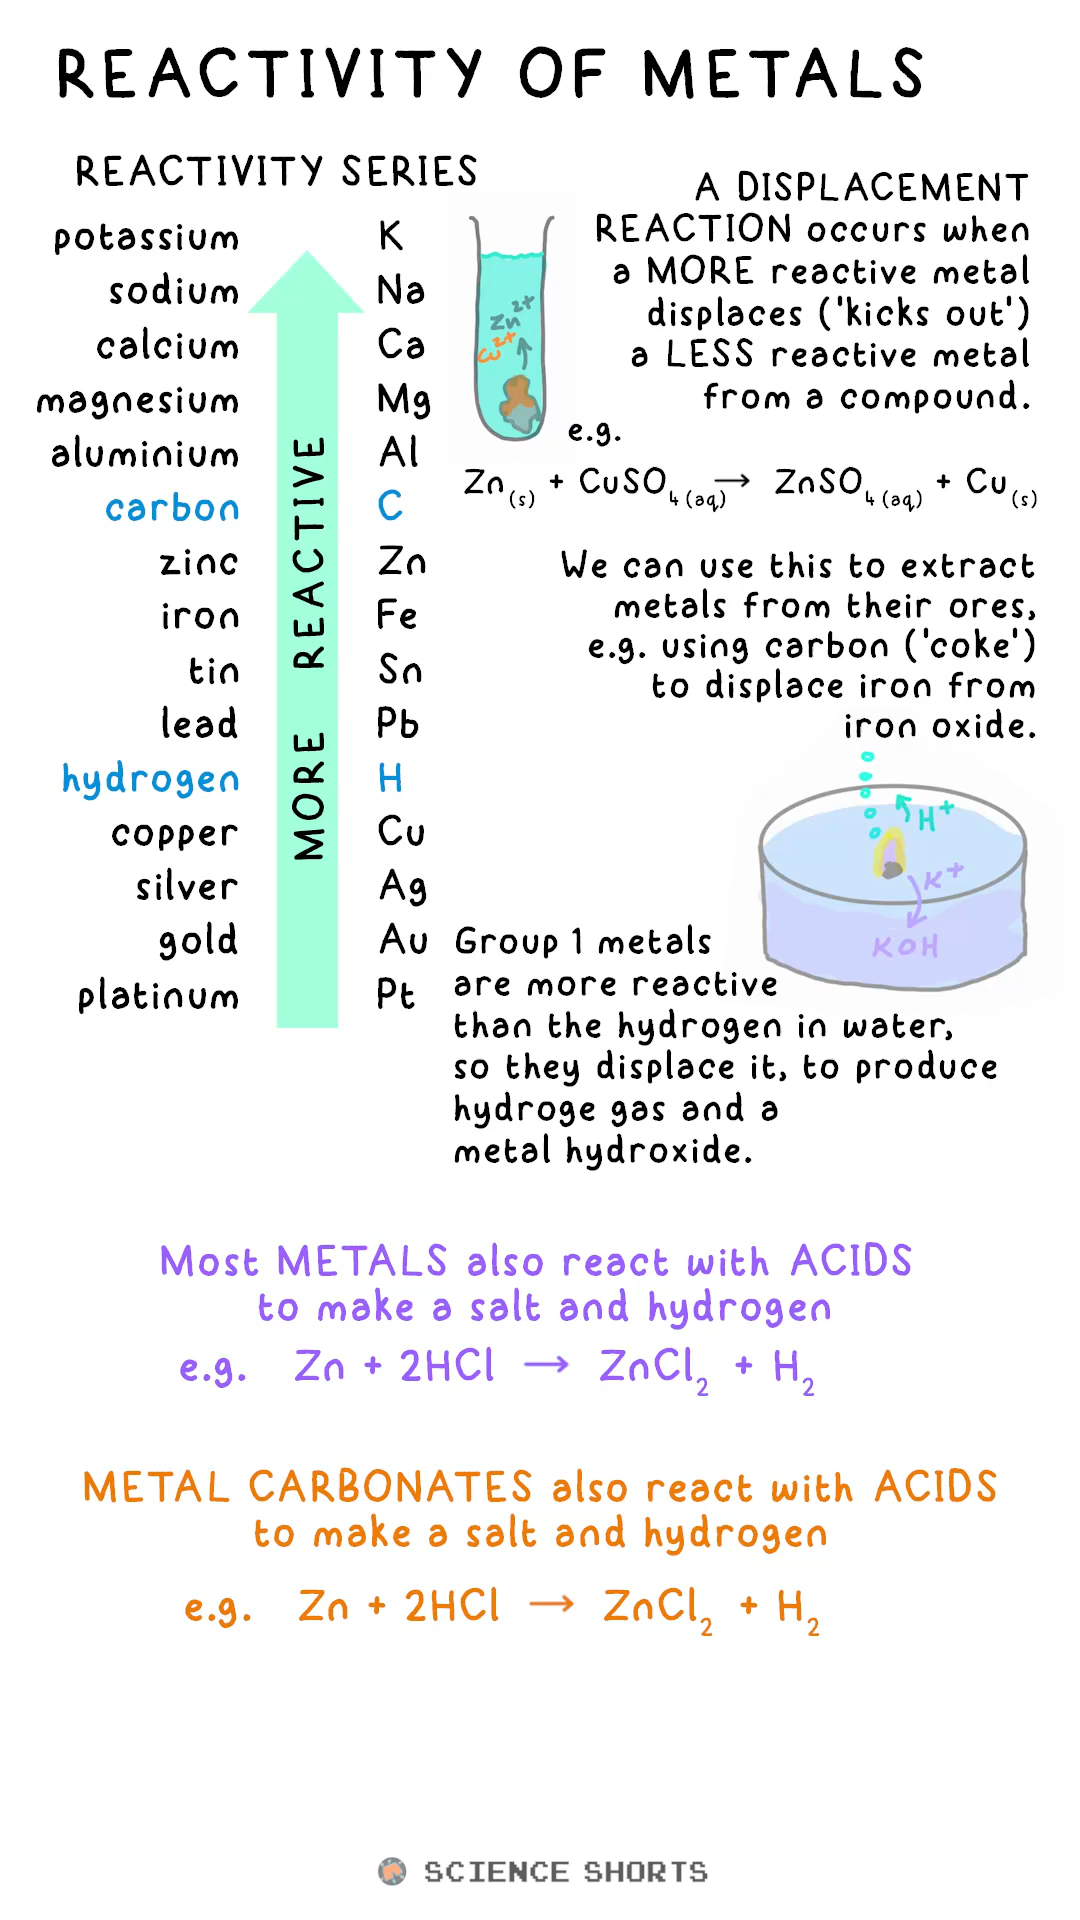 REACTIVITY OF METALS
REACTIVITY SERIES
potassium K
sodium Na
calcium Ca
magnesium Mg
aluminium Al
carbon C
zinc Zn
iron Fe
tin Sn
lead Pb
hydrogen H
copper Cu
silver Ag
gold Au
platinum Pt
MORE REACTIVE
A DISPLACEMENT
REACTION occurs when
a MORE reactive metal
displaces ('kicks out')
a LESS reactive metal
from a compound.
Zn²⁺
Cu²⁺
e.g.
Zn₍ₛ₎ + CuSO₄ (aq) → ZnSO₄ (aq) + Cu₍ₛ₎
We can use this to extract
metals from their ores,
e.g. using carbon ('coke')
to displace iron from
iron oxide.
H⁺
K⁺
KOH
Group 1 metals
are more reactive
than the hydrogen in water,
so they displace it, to produce
hydroge gas and a
metal hydroxide.
Most METALS also react with ACIDS
to make a salt and hydrogen
e.g. Zn + 2HCl → ZnCl₂ + H₂
METAL CARBONATES also react with ACIDS
to make a salt and hydrogen
e.g. Zn + 2HCl → ZnCl₂ + H₂
SCIENCE SHORTS